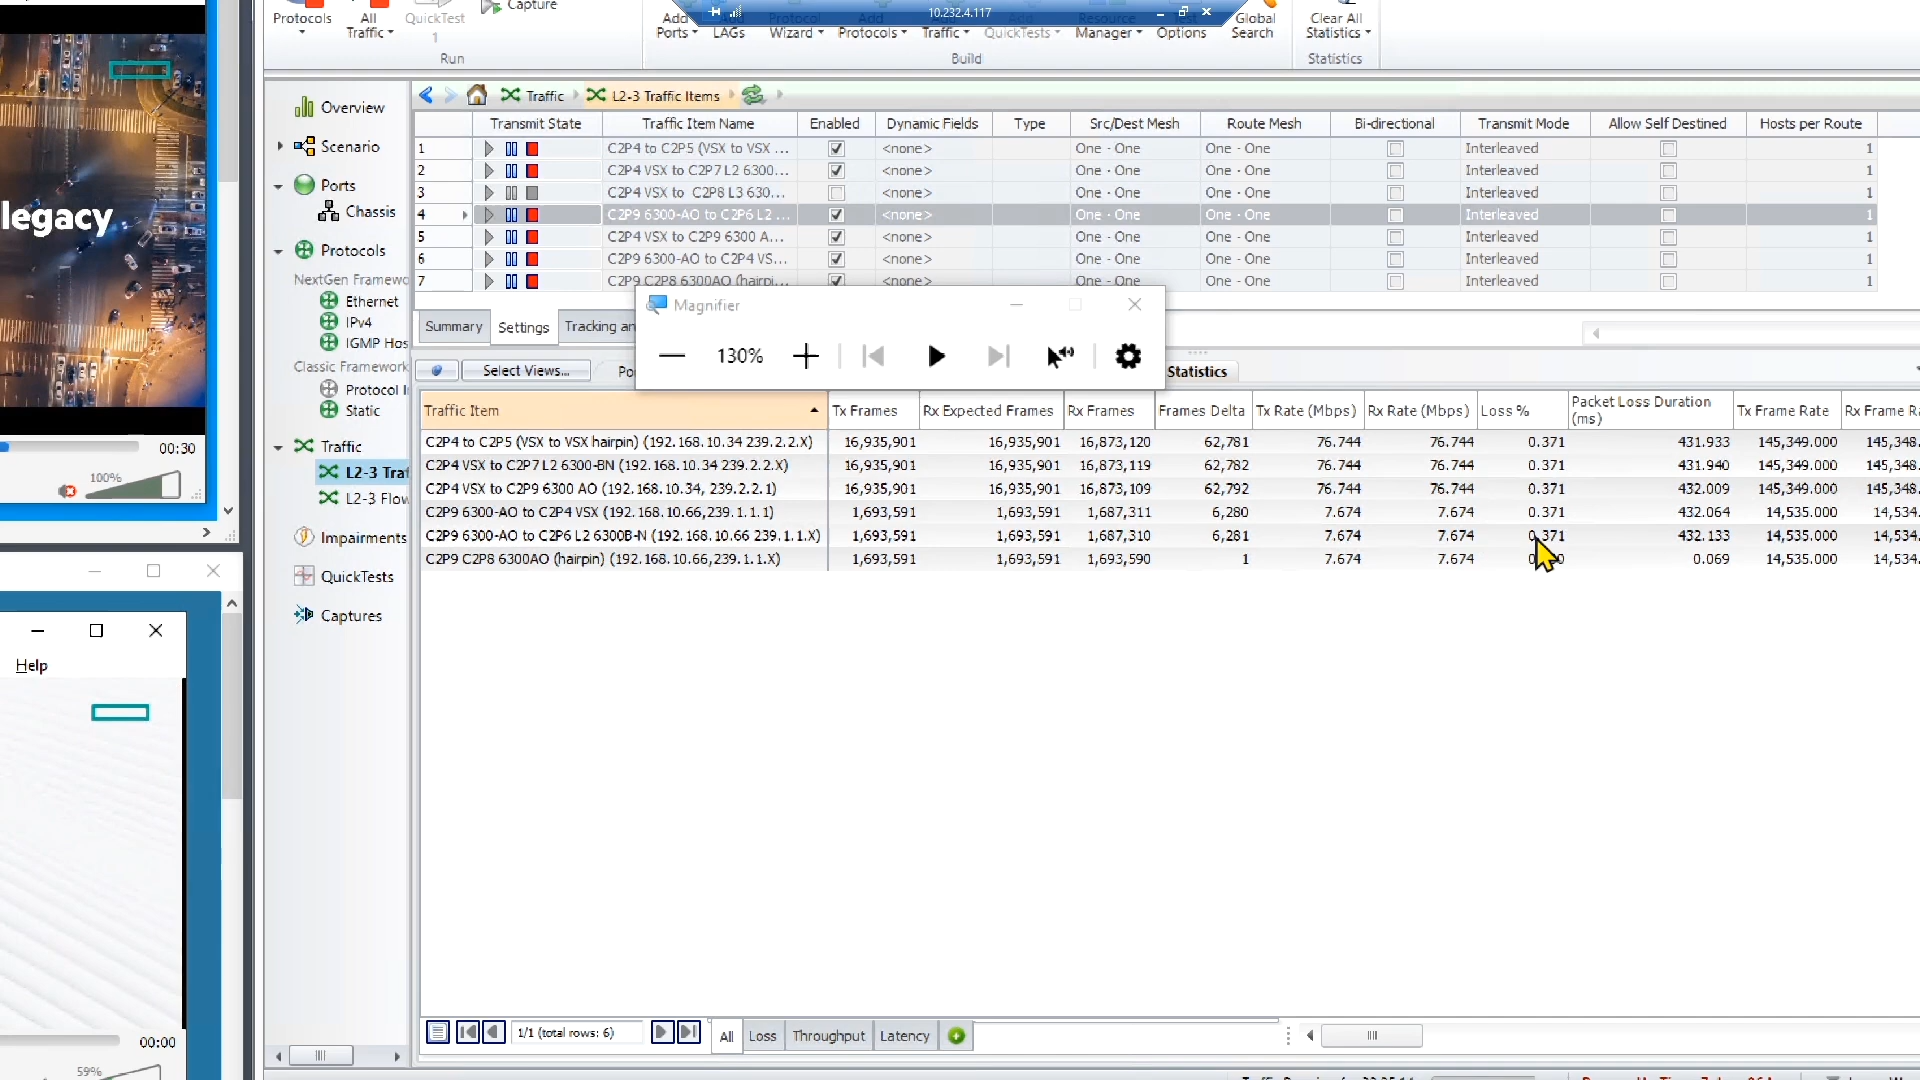 Protocols
All
Traffic
QuickTest
1
Capture
Run
Add
Ports
Add
LAGs
Protocol
Wizard
Add
Protocols
Add
Traffic
Add
QuickTests
Resource
Manager
Test
Options
Global
Search
Build
Clear All
Statistics
Statistics
10.232.4.117
legacy
00:30
100%
Help
00:00
59%
Overview
Scenario
Ports
Chassis
Protocols
NextGen Framewo
Ethernet
IPv4
IGMP Hos
Classic Framework
Protocol I
Static
Traffic
L2-3 Traf
L2-3 Flow
Impairments
QuickTests
Captures
Traffic L2-3 Traffic Items
Transmit State Traffic Item Name Enabled Dynamic Fields Type Src/Dest Mesh Route Mesh Bi-directional Transmit Mode Allow Self Destined Hosts per Route
1 C2P4 to C2P5 (VSX to VSX ... <none> One - One One - One Interleaved 1
2 C2P4 VSX to C2P7 L2 6300... <none> One - One One - One Interleaved 1
3 C2P4 VSX to C2P8 L3 630... <none> One - One One - One Interleaved 1
4 C2P9 6300-AO to C2P6 L2 ... <none> One - One One - One Interleaved 1
5 C2P4 VSX to C2P9 6300 A... <none> One - One One - One Interleaved 1
6 C2P9 6300-AO to C2P4 VS... <none> One - One One - One Interleaved 1
7 C2P9 C2P8 6300AO (hairpi... <none> One - One One - One Interleaved 1
Magnifier
130%
Summary Settings Tracking an
Select Views... Po Statistics
Traffic Item Tx Frames Rx Expected Frames Rx Frames Frames Delta Tx Rate (Mbps) Rx Rate (Mbps) Loss % Packet Loss Duration (ms) Tx Frame Rate Rx Frame Ra
C2P4 to C2P5 (VSX to VSX hairpin) (192.168.10.34 239.2.2.X) 16,935,901 16,935,901 16,873,120 62,781 76.744 76.744 0.371 431.933 145,349.000 145,348.
C2P4 VSX to C2P7 L2 6300-BN (192.168.10.34 239.2.2.X) 16,935,901 16,935,901 16,873,119 62,782 76.744 76.744 0.371 431.940 145,349.000 145,348.
C2P4 VSX to C2P9 6300 AO (192.168.10.34, 239.2.2.1) 16,935,901 16,935,901 16,873,109 62,792 76.744 76.744 0.371 432.009 145,349.000 145,348.
C2P9 6300-AO to C2P4 VSX (192.168.10.66,239.1.1.1) 1,693,591 1,693,591 1,687,311 6,280 7.674 7.674 0.371 432.064 14,535.000 14,534.
C2P9 6300-AO to C2P6 L2 6300B-N (192.168.10.66 239.1.1.X) 1,693,591 1,693,591 1,687,310 6,281 7.674 7.674 0.371 432.133 14,535.000 14,535.
C2P9 C2P8 6300AO (hairpin) (192.168.10.66,239.1.1.X) 1,693,591 1,693,591 1,693,590 1 7.674 7.674 0.069 14,535.000 14,534.
1/1 (total rows: 6) All Loss Throughput Latency